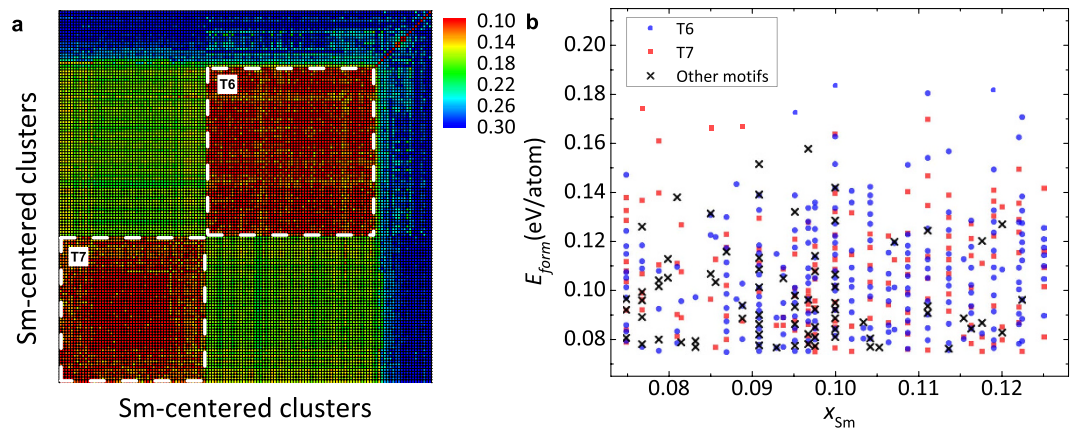 a
Sm-centered clusters
T6
T7
Sm-centered clusters
0.10
0.14
0.18
0.22
0.26
0.30
b
E_form(eV/atom)
0.20
0.18
0.16
0.14
0.12
0.10
0.08
T6
T7
Other motifs
0.08 0.09 0.10 0.11 0.12
x_Sm